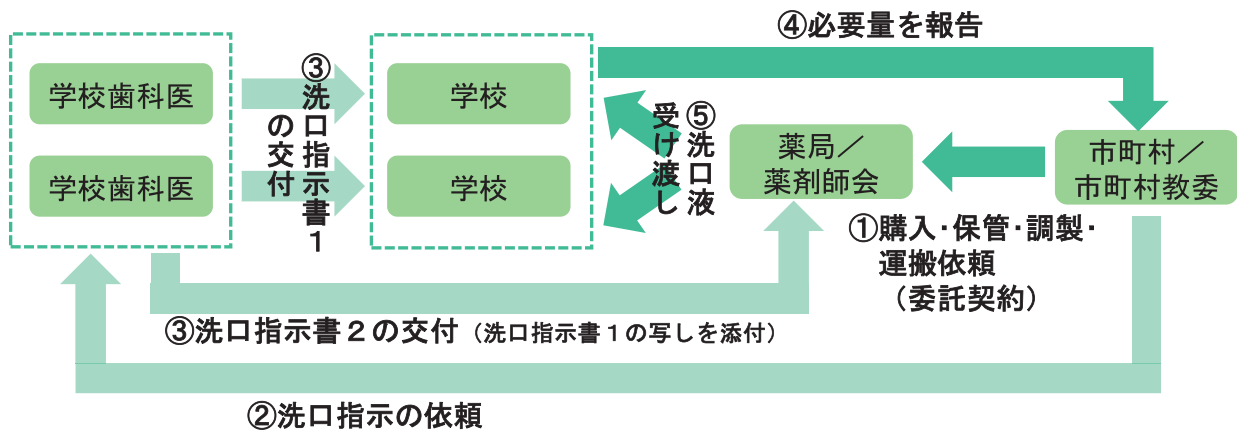 ④必要量を報告
学校歯科医
学校歯科医
③洗口指示書1
の交付
学校
学校
⑤洗口液
受け渡し
薬局／
薬剤師会
市町村／
市町村教委
①購入・保管・調製・
運搬依頼
（委託契約）
③洗口指示書2の交付（洗口指示書1の写しを添付）
②洗口指示の依頼